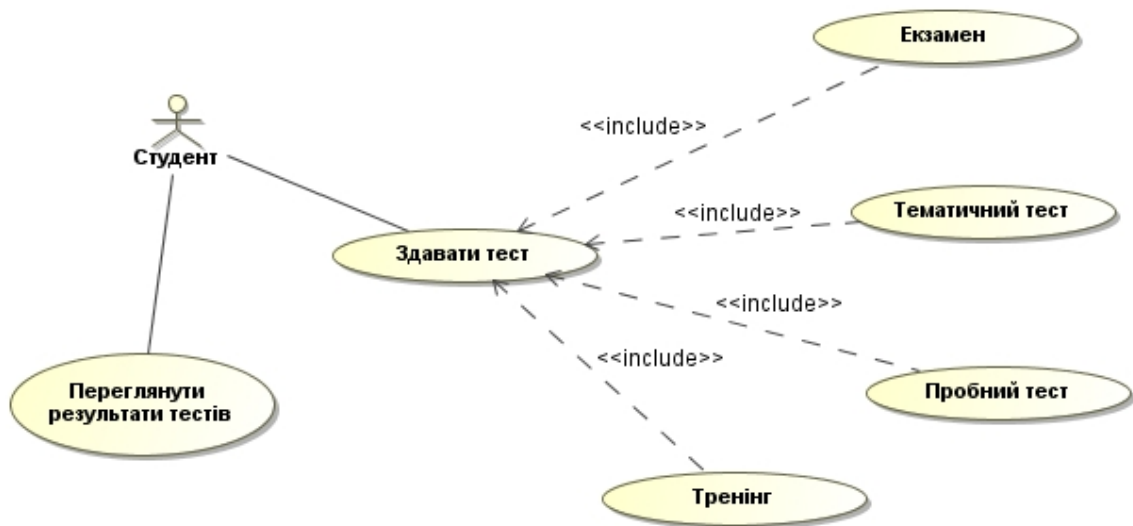 Екзамен
<<include>>
Студент
Тематичний тест
<<include>>
Здавати тест
<<include>>
<<include>>
Переглянути
результати тестів
Пробний тест
Тренінг